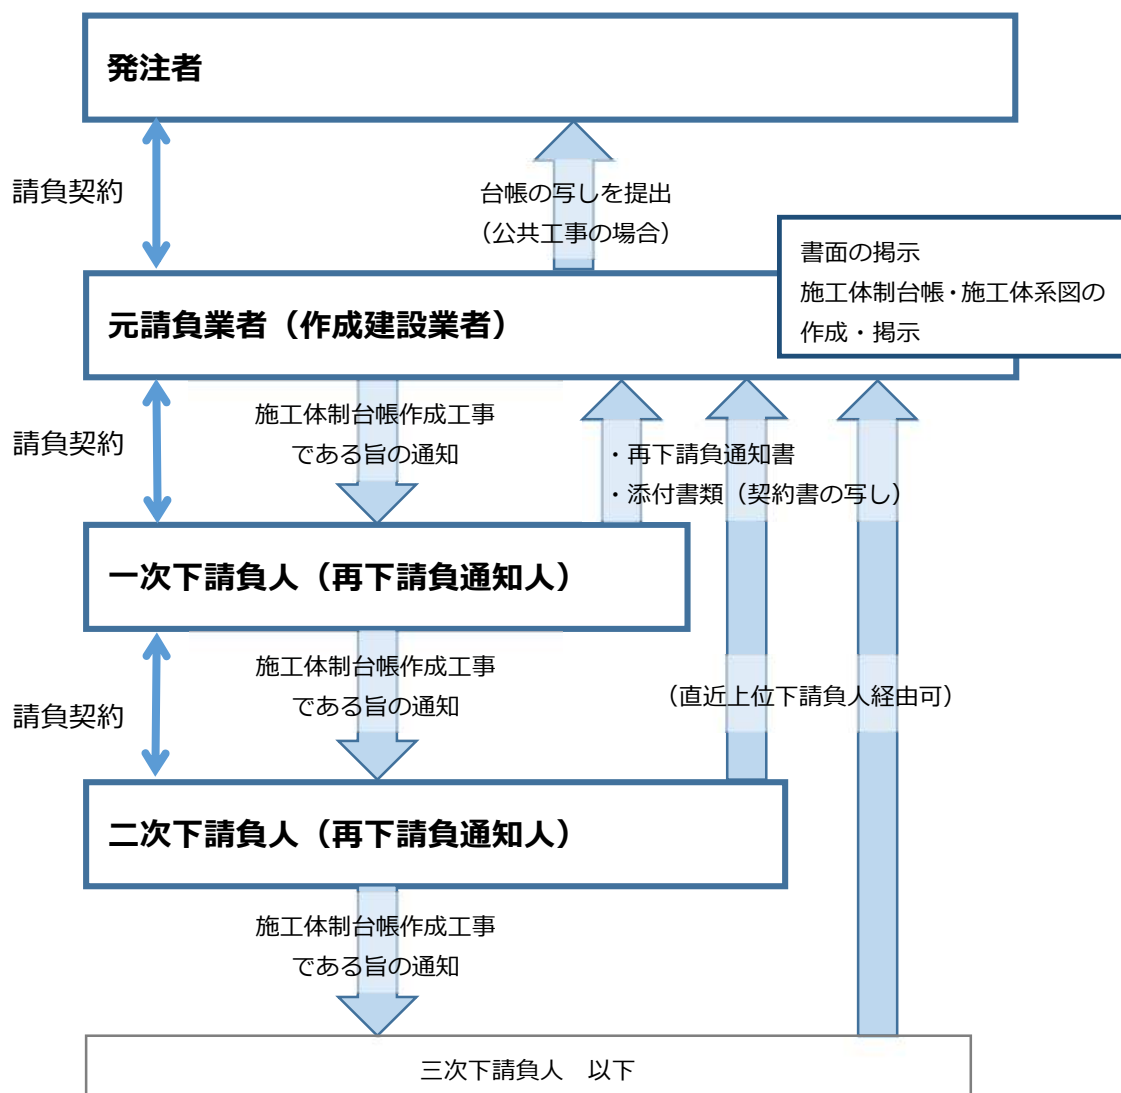 発注者
請負契約
台帳の写しを提出
（公共工事の場合）
書面の掲示
施工体制台帳・施工体系図の
作成・掲示
元請負業者（作成建設業者）
請負契約
施工体制台帳作成工事
である旨の通知
・再下請負通知書
・添付書類（契約書の写し）
一次下請負人（再下請負通知人）
請負契約
施工体制台帳作成工事
である旨の通知
（直近上位下請負人経由可）
二次下請負人（再下請負通知人）
施工体制台帳作成工事
である旨の通知
三次下請負人　以下